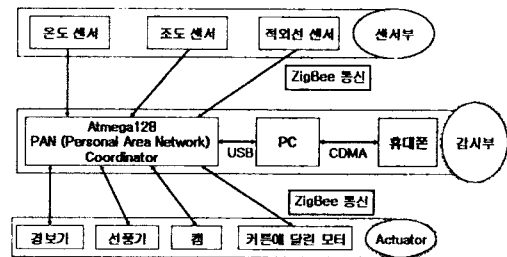 온도 센서
조도 센서
적외선 센서
센서부
ZigBee 통신
Atmega128
PAN (Personal Area Network)
Coordinator
USB
PC
CDMA
휴대폰
감사부
ZigBee 통신
경보기
선풍기
캠
커튼에 달린 모터
Actuator